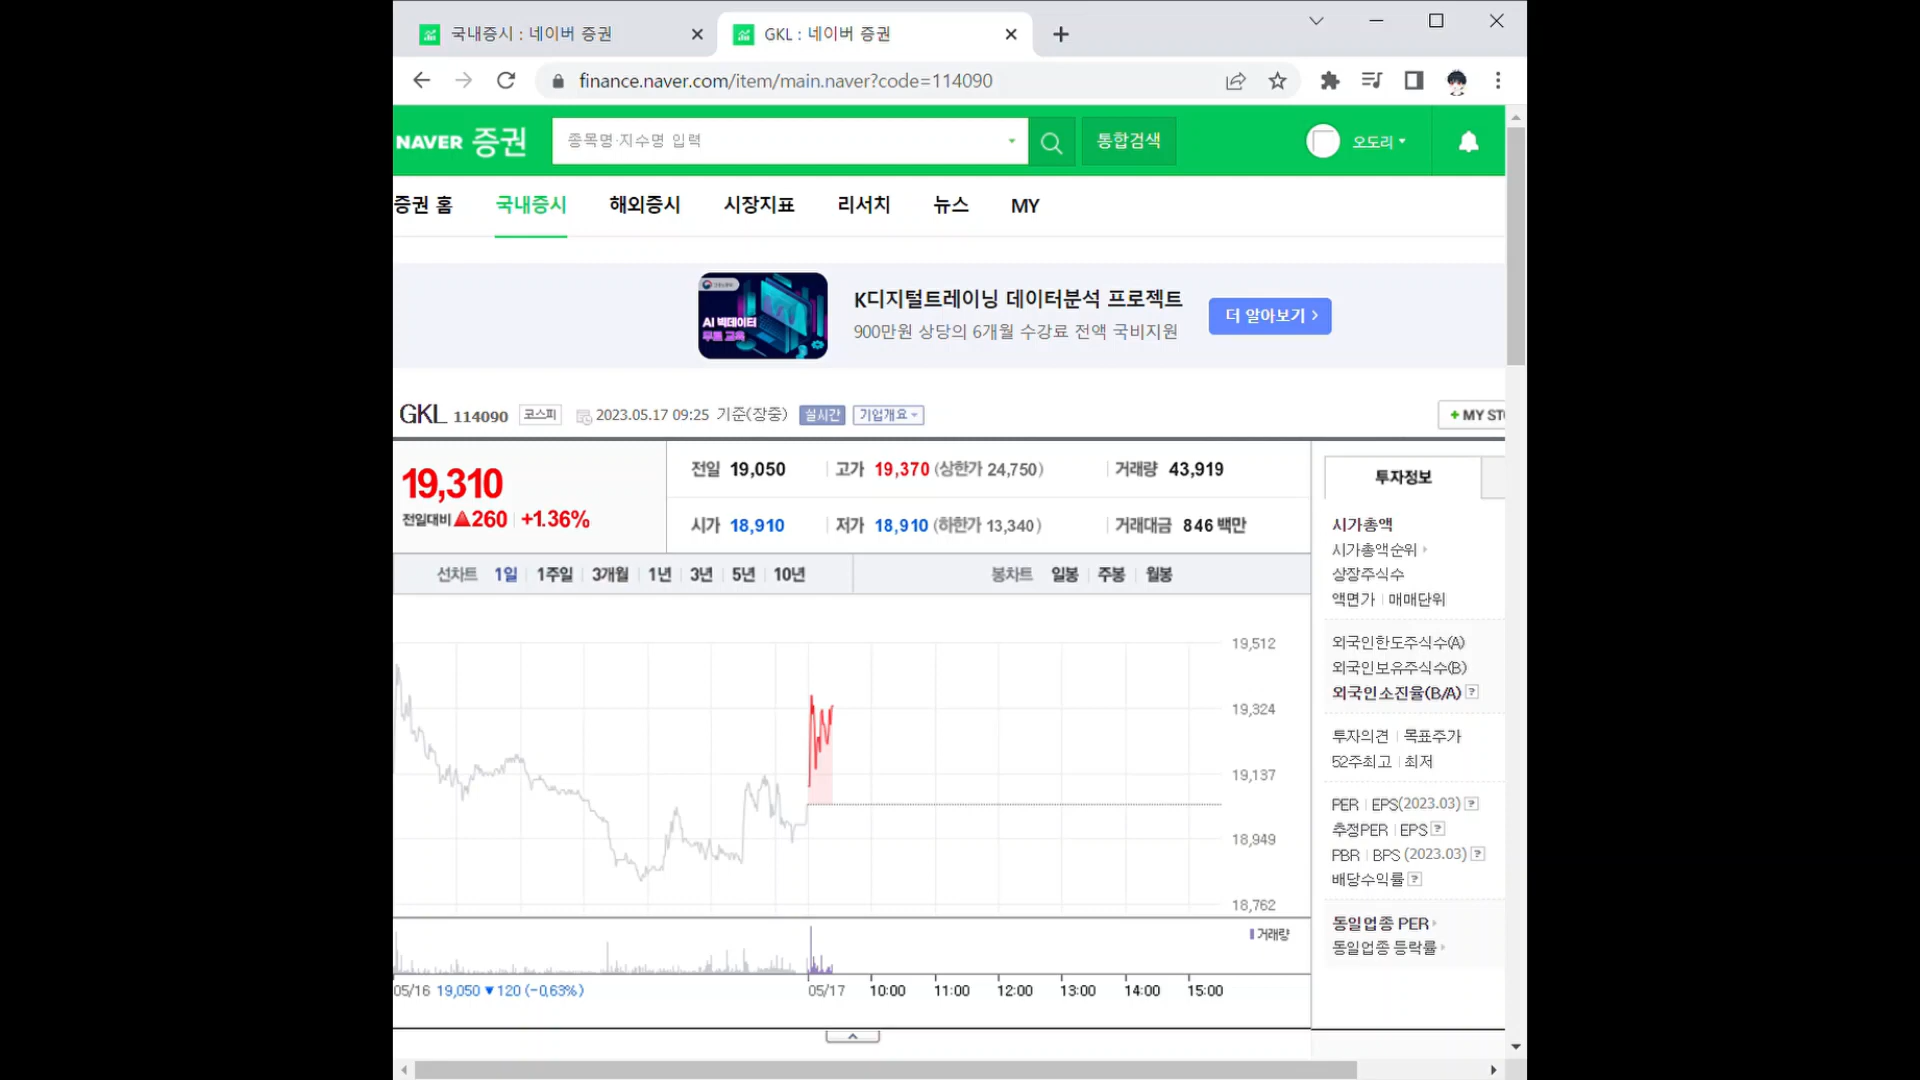 국내증시 : 네이버 증권
GKL : 네이버 증권
finance.naver.com/item/main.naver?code=114090
NAVER 증권
종목명·지수명 입력
통합검색
오도리
증권 홈 국내증시 해외증시 시장지표 리서치 뉴스 MY
AI 빅데이터
무료 교육
K디지털트레이닝 데이터분석 프로젝트
900만원 상당의 6개월 수강료 전액 국비지원
더 알아보기
GKL 114090 코스피 2023.05.17 09:25 기준(장중) 실시간 기업개요
+ MY ST
19,310
전일대비 ▲260 +1.36%
전일 19,050 고가 19,370 (상한가 24,750) 거래량 43,919
시가 18,910 저가 18,910 (하한가 13,340) 거래대금 846 백만
선차트 1일 1주일 3개월 1년 3년 5년 10년
봉차트 일봉 주봉 월봉
19,512
19,324
19,137
18,949
18,762
거래량
05/16 19,050 ▼120 (-0.63%)
05/17 10:00 11:00 12:00 13:00 14:00 15:00
투자정보
시가총액
시가총액순위
상장주식수
액면가 매매단위
외국인한도주식수(A)
외국인보유주식수(B)
외국인소진율(B/A) ?
투자의견 목표주가
52주최고 최저
PER EPS(2023.03) ?
추정PER EPS ?
PBR BPS (2023.03) ?
배당수익률 ?
동일업종 PER
동일업종 등락률